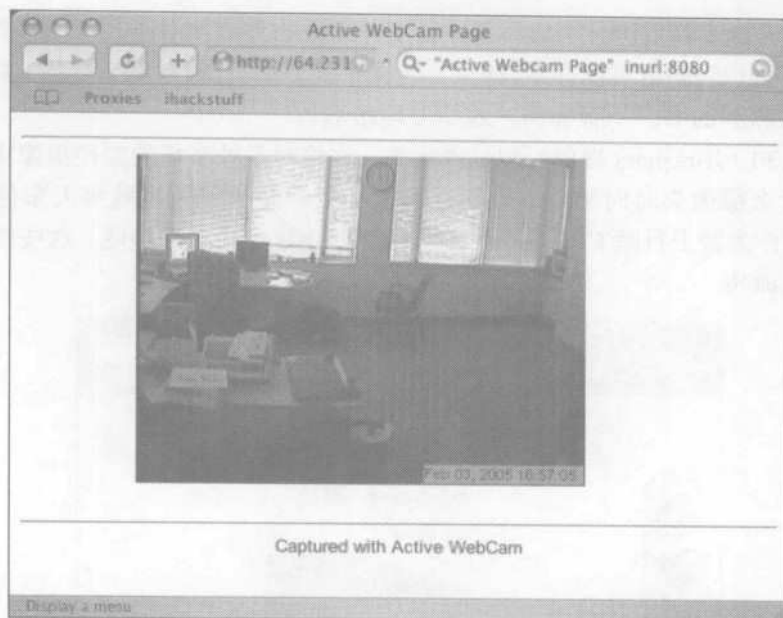 Active WebCam Page
http://64.231 Q "Active Webcam Page" inurl:8080
Proxies ihackstuff
Feb 03, 2005 16:57:05
Captured with Active WebCam
Display a menu